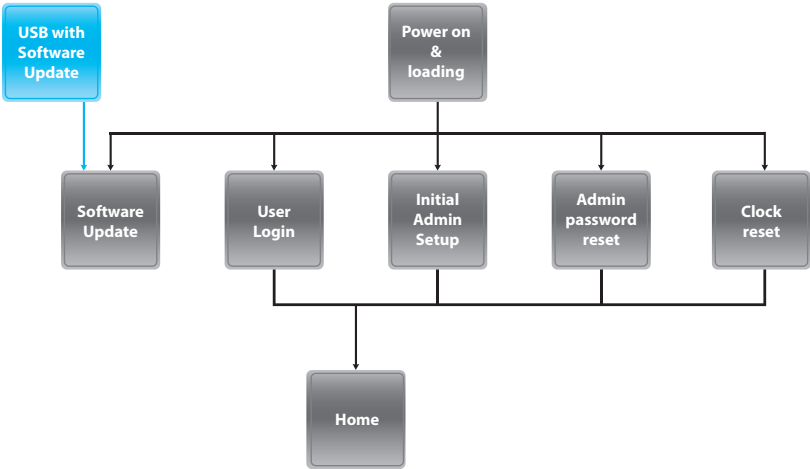 USB with
Software
Update
Power on
&
loading
Software
Update
User
Login
Initial
Admin
Setup
Admin
password
reset
Clock
reset
Home